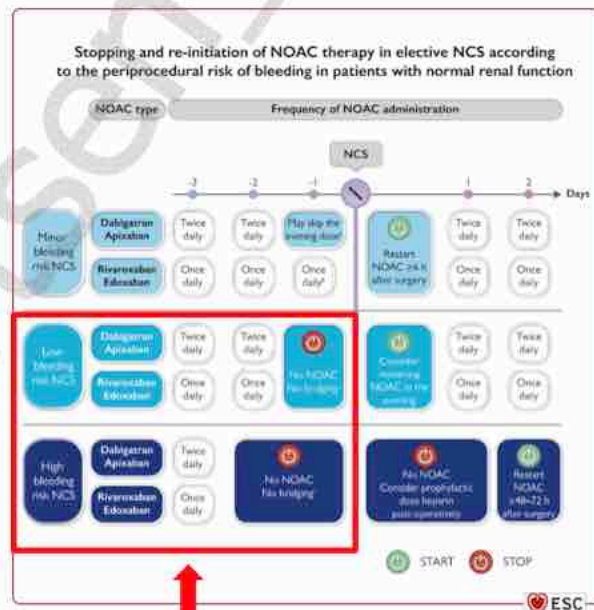 Stopping and re-initiation of NOAC therapy in elective NCS according
to the periprocedural risk of bleeding in patients with normal renal function
NOAC type
Frequency of NOAC administration
NCS
-3
-2
-1
1
2
Days
Minor
bleeding
risk NCS
Dabigatran
Apixaban
Twice
daily
Twice
daily
May skip the
evening dose
Restart
NOAC ≥6 h
after surgery
Twice
daily
Twice
daily
Rivaroxaban
Edoxaban
Once
daily
Once
daily
Once
daily
Once
daily
Once
daily
Low
bleeding
risk NCS
Dabigatran
Apixaban
Twice
daily
Twice
daily
No NOAC
No bridging
Consider
restarting
NOAC in the
evening
Twice
daily
Twice
daily
Rivaroxaban
Edoxaban
Once
daily
Once
daily
Once
daily
Once
daily
High
bleeding
risk NCS
Dabigatran
Apixaban
Twice
daily
No NOAC
No bridging
No NOAC
Consider prophylactic
dose heparin
post-operatively
Restart
NOAC
≥48–72 h
after surgery
Rivaroxaban
Edoxaban
Once
daily
START
STOP
ESC